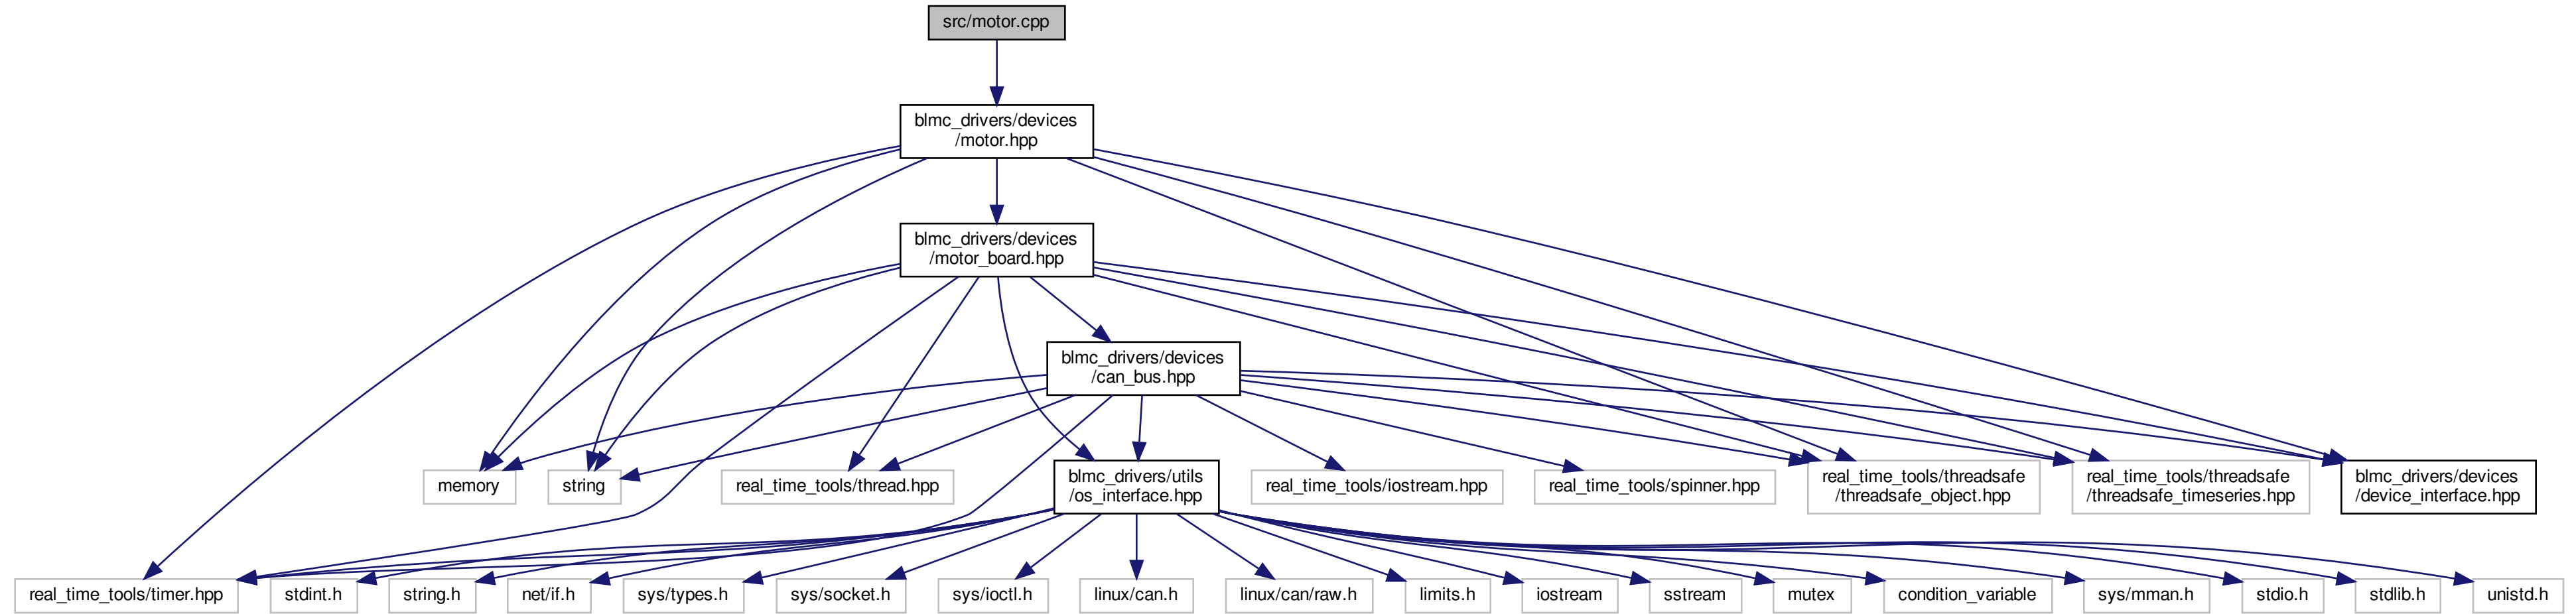 src/motor.cpp
blmc_drivers/devices
/motor.hpp
blmc_drivers/devices
/motor_board.hpp
blmc_drivers/devices
/can_bus.hpp
memory
string
real_time_tools/thread.hpp
blmc_drivers/utils
/os_interface.hpp
real_time_tools/iostream.hpp
real_time_tools/spinner.hpp
real_time_tools/threadsafe
/threadsafe_object.hpp
real_time_tools/threadsafe
/threadsafe_timeseries.hpp
blmc_drivers/devices
/device_interface.hpp
real_time_tools/timer.hpp
stdint.h
string.h
net/if.h
sys/types.h
sys/socket.h
sys/ioctl.h
linux/can.h
linux/can/raw.h
limits.h
iostream
sstream
mutex
condition_variable
sys/mman.h
stdio.h
stdlib.h
unistd.h